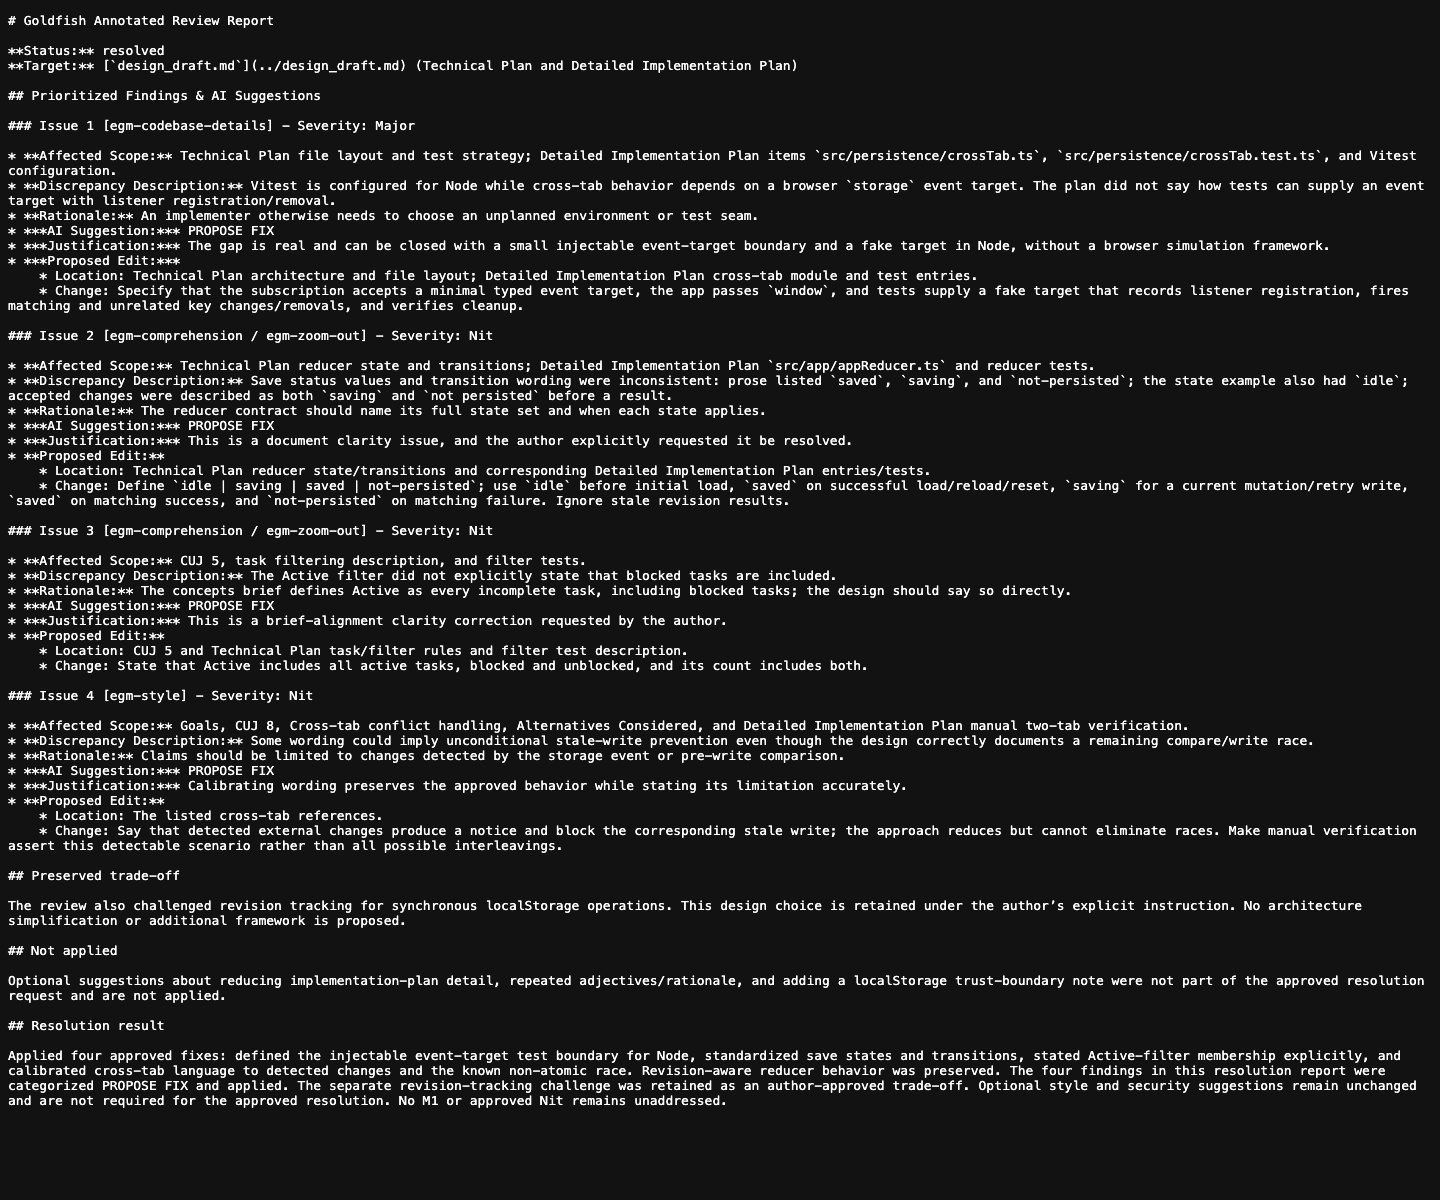 # Goldfish Annotated Review Report
**Status:** resolved
**Target:** [`design_draft.md`](../design_draft.md) (Technical Plan and Detailed Implementation Plan)
## Prioritized Findings & AI Suggestions
### Issue 1 [egm-codebase-details] - Severity: Major
* **Affected Scope:** Technical Plan file layout and test strategy; Detailed Implementation Plan items `src/persistence/crossTab.ts`, `src/persistence/crossTab.test.ts`, and Vitest
configuration.
* **Discrepancy Description:** Vitest is configured for Node while cross-tab behavior depends on a browser `storage` event target. The plan did not say how tests can supply an event
target with listener registration/removal.
* **Rationale:** An implementer otherwise needs to choose an unplanned environment or test seam.
* ***AI Suggestion:*** PROPOSE FIX
* ***Justification:*** The gap is real and can be closed with a small injectable event-target boundary and a fake target in Node, without a browser simulation framework.
* ***Proposed Edit:***
    * Location: Technical Plan architecture and file layout; Detailed Implementation Plan cross-tab module and test entries.
    * Change: Specify that the subscription accepts a minimal typed event target, the app passes `window`, and tests supply a fake target that records listener registration, fires
matching and unrelated key changes/removals, and verifies cleanup.
### Issue 2 [egm-comprehension / egm-zoom-out] - Severity: Nit
* **Affected Scope:** Technical Plan reducer state and transitions; Detailed Implementation Plan `src/app/appReducer.ts` and reducer tests.
* **Discrepancy Description:** Save status values and transition wording were inconsistent: prose listed `saved`, `saving`, and `not-persisted`; the state example also had `idle`;
accepted changes were described as both `saving` and `not persisted` before a result.
* **Rationale:** The reducer contract should name its full state set and when each state applies.
* ***AI Suggestion:*** PROPOSE FIX
* ***Justification:*** This is a document clarity issue, and the author explicitly requested it be resolved.
* **Proposed Edit:**
    * Location: Technical Plan reducer state/transitions and corresponding Detailed Implementation Plan entries/tests.
    * Change: Define `idle | saving | saved | not-persisted`; use `idle` before initial load, `saved` on successful load/reload/reset, `saving` for a current mutation/retry write,
`saved` on matching success, and `not-persisted` on matching failure. Ignore stale revision results.
### Issue 3 [egm-comprehension / egm-zoom-out] - Severity: Nit
* **Affected Scope:** CUJ 5, task filtering description, and filter tests.
* **Discrepancy Description:** The Active filter did not explicitly state that blocked tasks are included.
* **Rationale:** The concepts brief defines Active as every incomplete task, including blocked tasks; the design should say so directly.
* ***AI Suggestion:*** PROPOSE FIX
* ***Justification:*** This is a brief-alignment clarity correction requested by the author.
* **Proposed Edit:**
    * Location: CUJ 5 and Technical Plan task/filter rules and filter test description.
    * Change: State that Active includes all active tasks, blocked and unblocked, and its count includes both.
### Issue 4 [egm-style] - Severity: Nit
* **Affected Scope:** Goals, CUJ 8, Cross-tab conflict handling, Alternatives Considered, and Detailed Implementation Plan manual two-tab verification.
* **Discrepancy Description:** Some wording could imply unconditional stale-write prevention even though the design correctly documents a remaining compare/write race.
* **Rationale:** Claims should be limited to changes detected by the storage event or pre-write comparison.
* ***AI Suggestion:*** PROPOSE FIX
* ***Justification:*** Calibrating wording preserves the approved behavior while stating its limitation accurately.
* **Proposed Edit:**
    * Location: The listed cross-tab references.
    * Change: Say that detected external changes produce a notice and block the corresponding stale write; the approach reduces but cannot eliminate races. Make manual verification
assert this detectable scenario rather than all possible interleavings.
## Preserved trade-off
The review also challenged revision tracking for synchronous localStorage operations. This design choice is retained under the author’s explicit instruction. No architecture
simplification or additional framework is proposed.
## Not applied
Optional suggestions about reducing implementation-plan detail, repeated adjectives/rationale, and adding a localStorage trust-boundary note were not part of the approved resolution
request and are not applied.
## Resolution result
Applied four approved fixes: defined the injectable event-target test boundary for Node, standardized save states and transitions, stated Active-filter membership explicitly, and
calibrated cross-tab language to detected changes and the known non-atomic race. Revision-aware reducer behavior was preserved. The four findings in this resolution report were
categorized PROPOSE FIX and applied. The separate revision-tracking challenge was retained as an author-approved trade-off. Optional style and security suggestions remain unchanged
and are not required for the approved resolution. No M1 or approved Nit remains unaddressed.